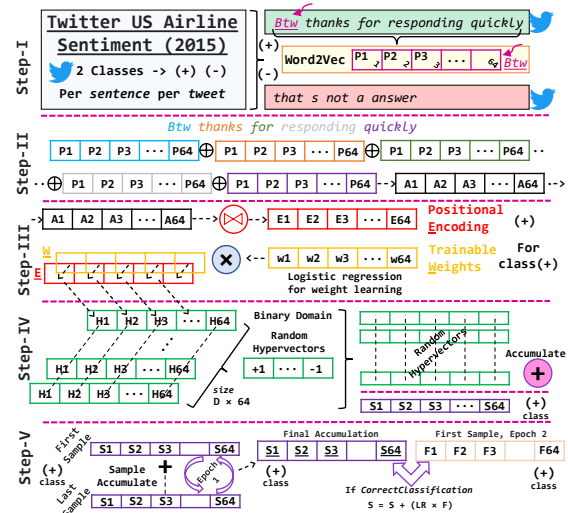 Step-I
Twitter US Airline
Sentiment (2015)
2 Classes -> (+) (-)
Per sentence per tweet
(+)
(-)
Btw thanks for responding quickly
Word2Vec
P1 1 P2 2 P3 3 ... 64
Btw
that s not a answer
Step-II
Btw thanks for responding quickly
P1 P2 P3 ... P64 ⊕ P1 P2 P3 ... P64 ⊕ P1 P2 P3 ... P64 ..
.. ⊕ P1 P2 P3 ... P64 ⊕ P1 P2 P3 ... P64 A1 A2 A3 ... A64
Step-III
A1 A2 A3 ... A64
E1 E2 E3 ... E64
Positional
Encoding
(+)
W
E
×
w1 w2 w3 ... w64
Trainable
Weights
For
class(+)
Logistic regression
for weight learning
Step-IV
H1 H2 H3 ... H64
...
H1 H2 H3 ... H64
H1 H2 H3 ... H64
size
D × 64
Binary Domain
Random
Hypervectors
+1 ... -1
Random
Hypervectors
Accumulate
+
S1 S2 S3 ... S64
(+)
class
Step-V
First
Sample
S1 S2 S3 S64
(+)
class
Sample
Accumulate
+
Epoch
1
Last
Sample
S1 S2 S3 S64
Final Accumulation
S1 S2 S3 S64
(+)
class
First Sample, Epoch 2
F1 F2 F3 F64
(+)
class
If CorrectClassification
S = S + (LR × F)